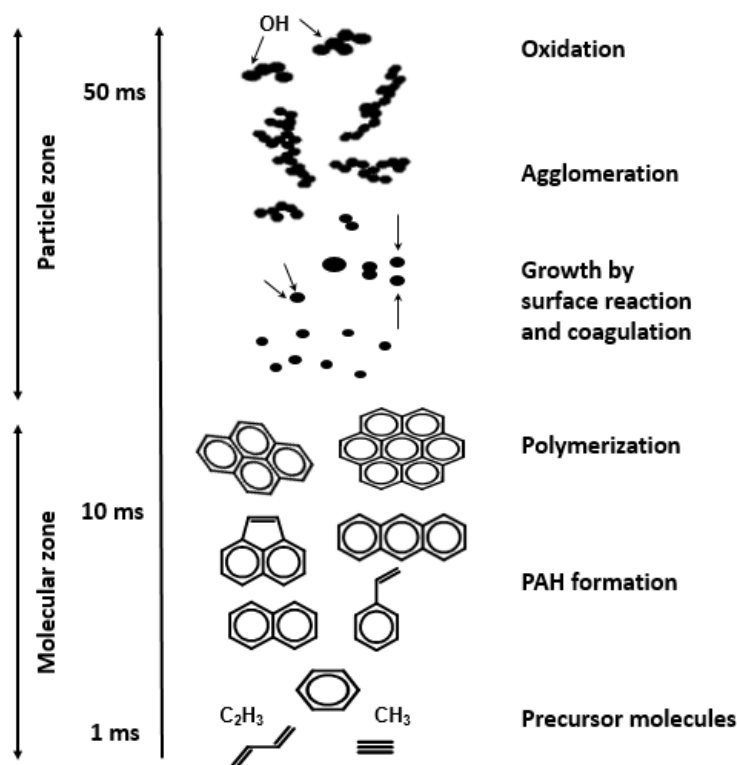 OH
Oxidation
50 ms
Particle zone
Agglomeration
Growth by
surface reaction
and coagulation
Polymerization
10 ms
Molecular zone
PAH formation
C₂H₃
CH₃
Precursor molecules
1 ms